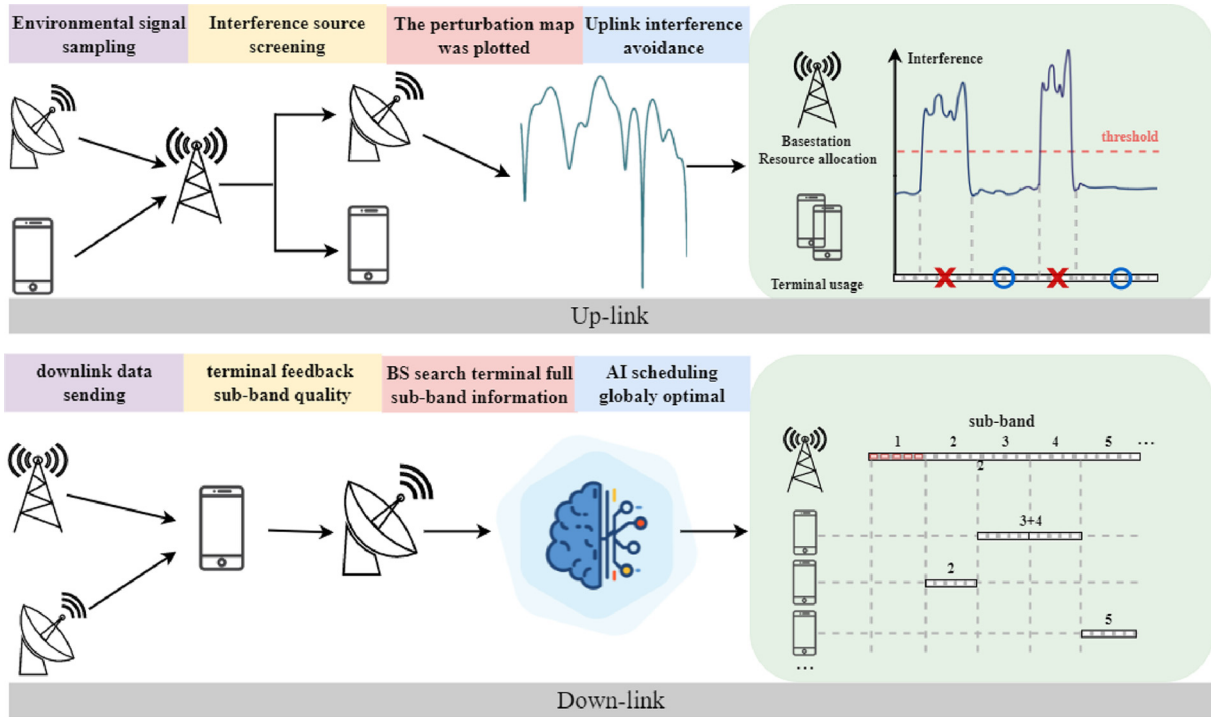 Environmental signal
sampling
Interference source
screening
The perturbation map
was plotted
Uplink interference
avoidance
Interference
Basestation
Resource allocation
threshold
Terminal usage
Up-link
downlink data
sending
terminal feedback
sub-band quality
BS search terminal full
sub-band information
AI scheduling
globaly optimal
sub-band
1 2 3 4 5 ...
2
3+4
2
5
...
Down-link